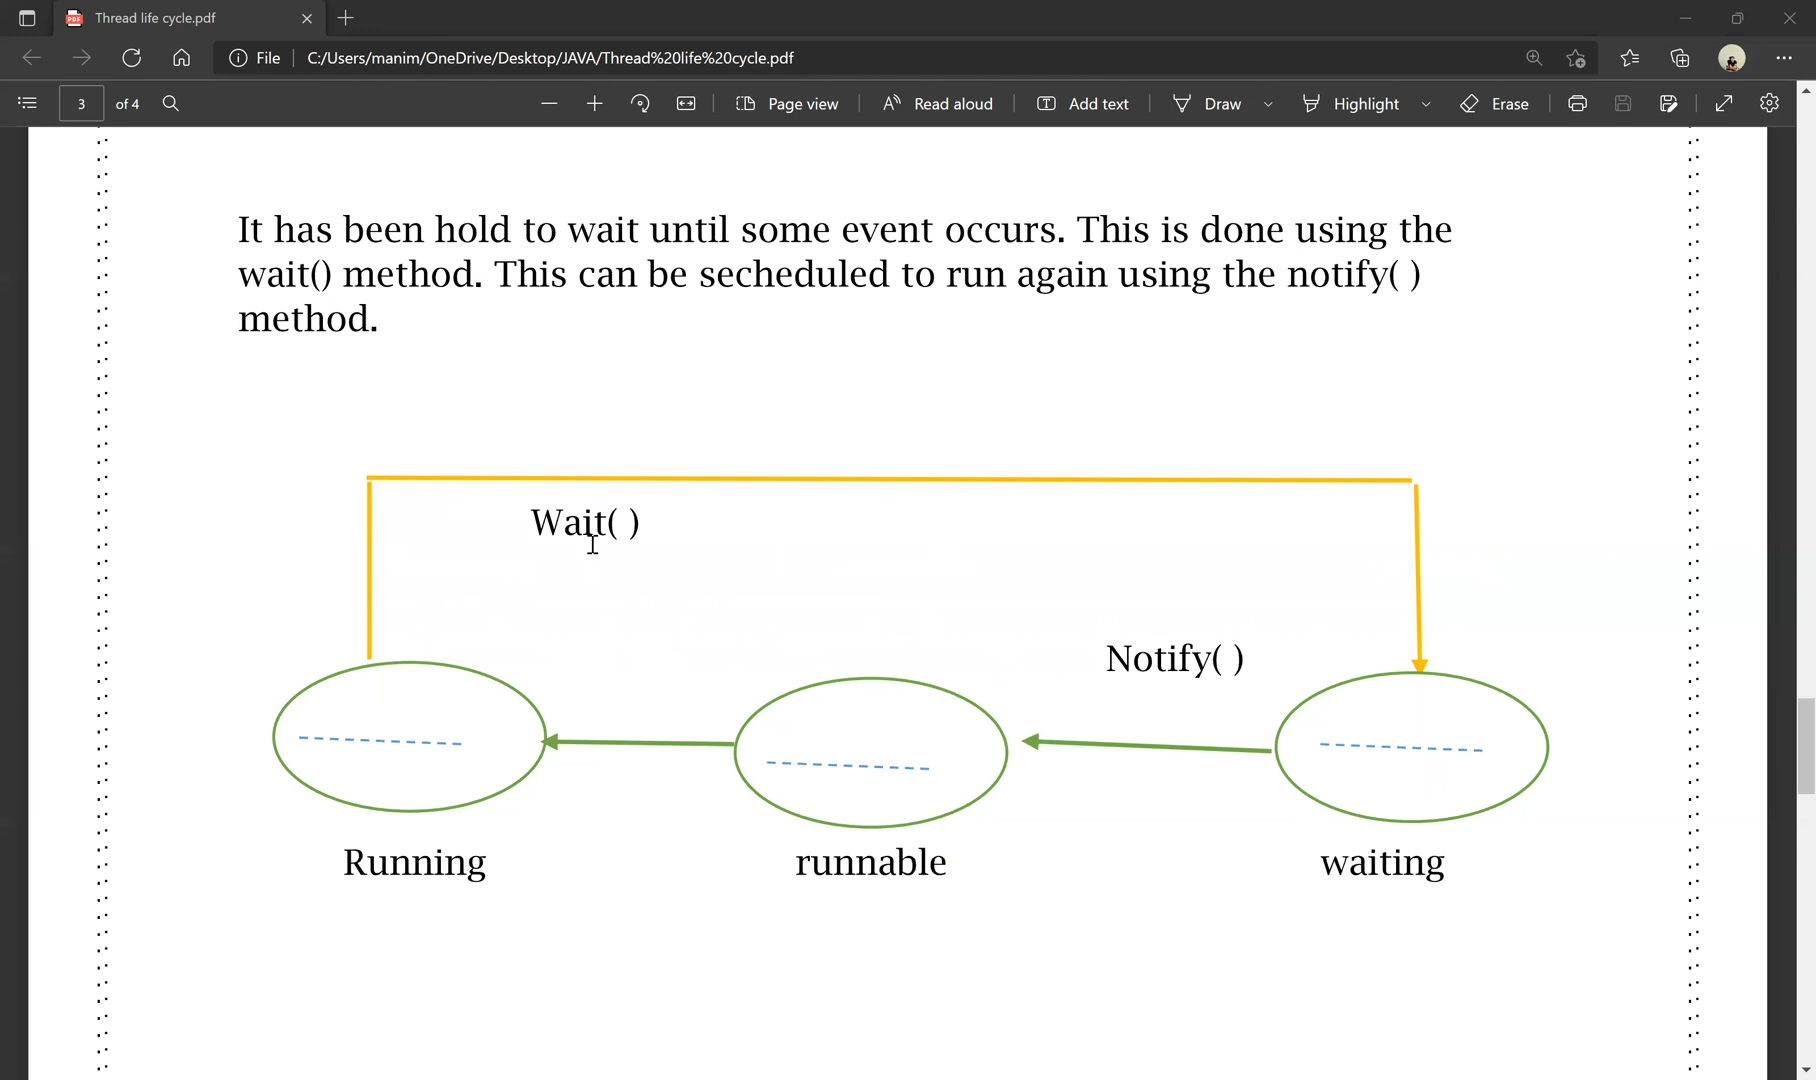 Thread life cycle.pdf
File
C:/Users/manim/OneDrive/Desktop/JAVA/Thread%20life%20cycle.pdf
3 of 4
Page view
Read aloud
Add text
Draw
Highlight
Erase
It has been hold to wait until some event occurs. This is done using the
wait() method. This can be secheduled to run again using the notify( )
method.
Wait( )
Notify( )
Running
runnable
waiting